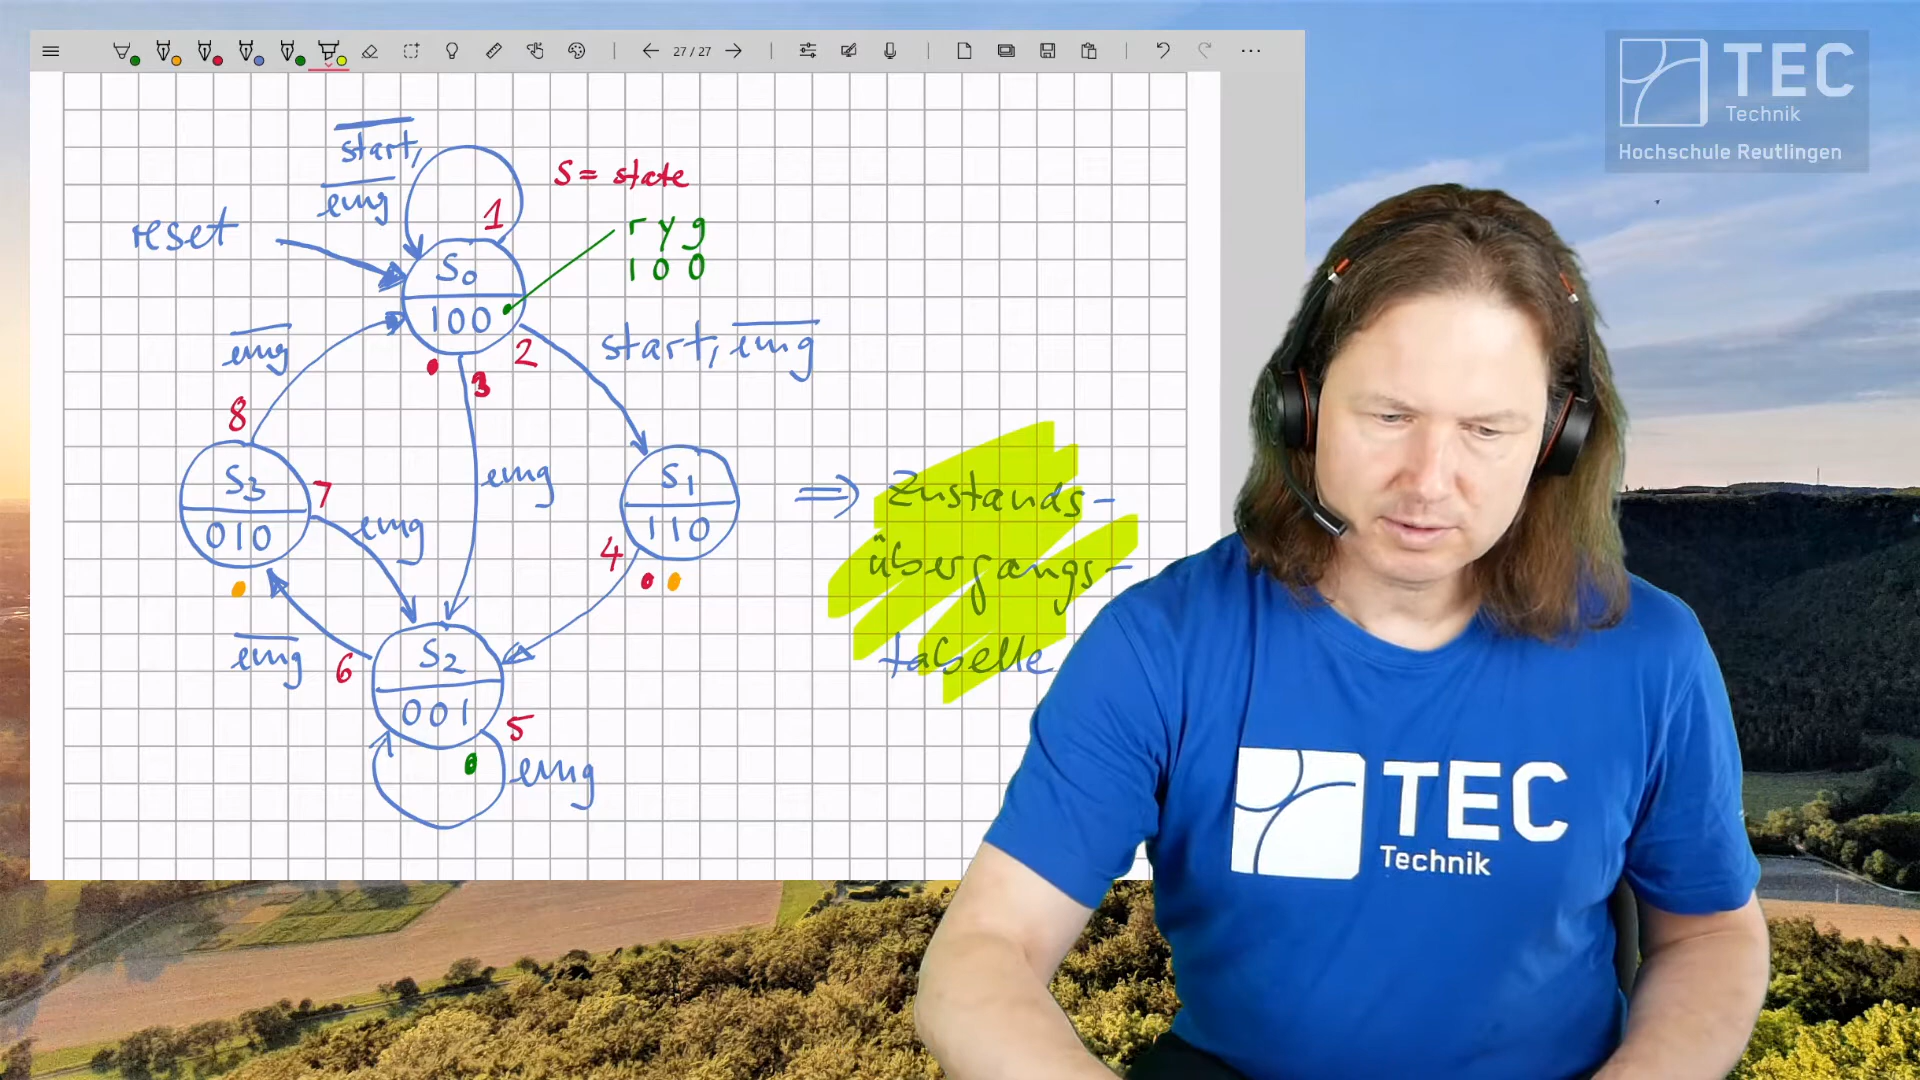 27 / 27
TEC
Technik
Hochschule Reutlingen
start,
emg
S = state
1
reset
r y g
1 0 0
S0
100
emg
start, emg
2
3
8
S3
010
7
emg
emg
S1
110
4
⇒ Zustands-
übergangs-
tabelle
emg
6
S2
001
5
emg
TEC
Technik